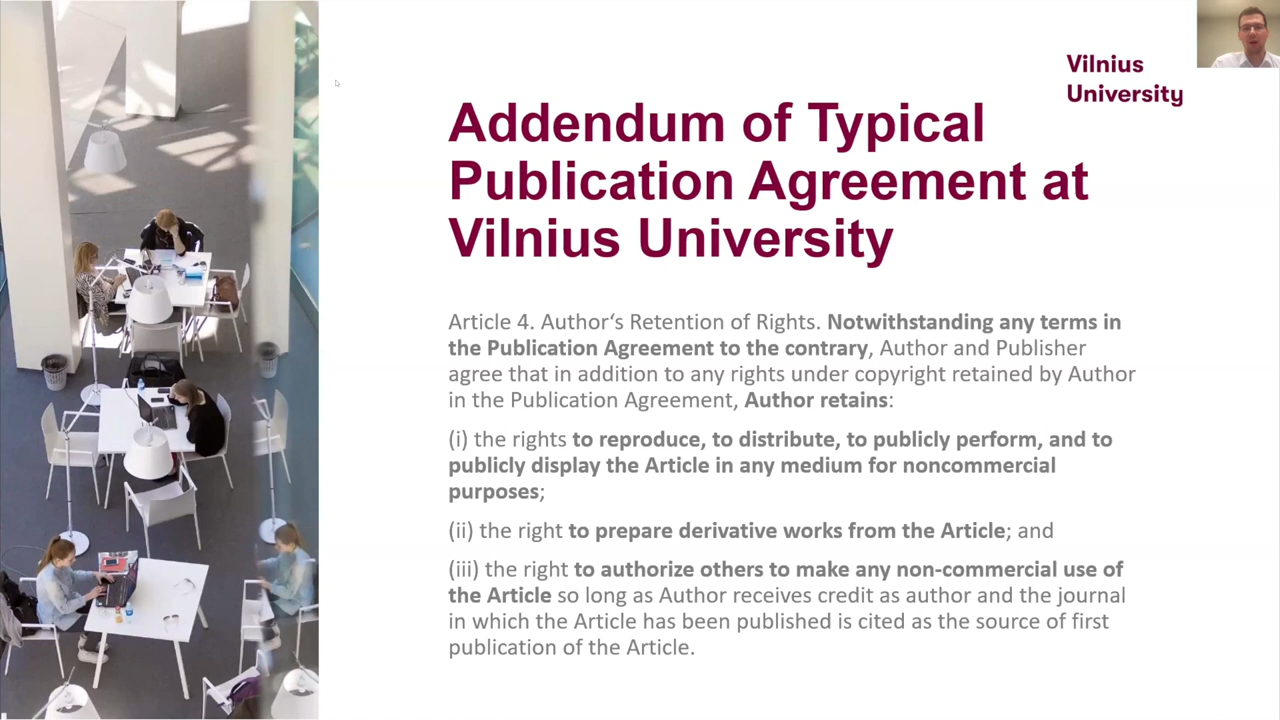 Vilnius
University
Addendum of Typical
Publication Agreement at
Vilnius University
Article 4. Author‘s Retention of Rights. Notwithstanding any terms in
the Publication Agreement to the contrary, Author and Publisher
agree that in addition to any rights under copyright retained by Author
in the Publication Agreement, Author retains:
(i) the rights to reproduce, to distribute, to publicly perform, and to
publicly display the Article in any medium for noncommercial
purposes;
(ii) the right to prepare derivative works from the Article; and
(iii) the right to authorize others to make any non-commercial use of
the Article so long as Author receives credit as author and the journal
in which the Article has been published is cited as the source of first
publication of the Article.